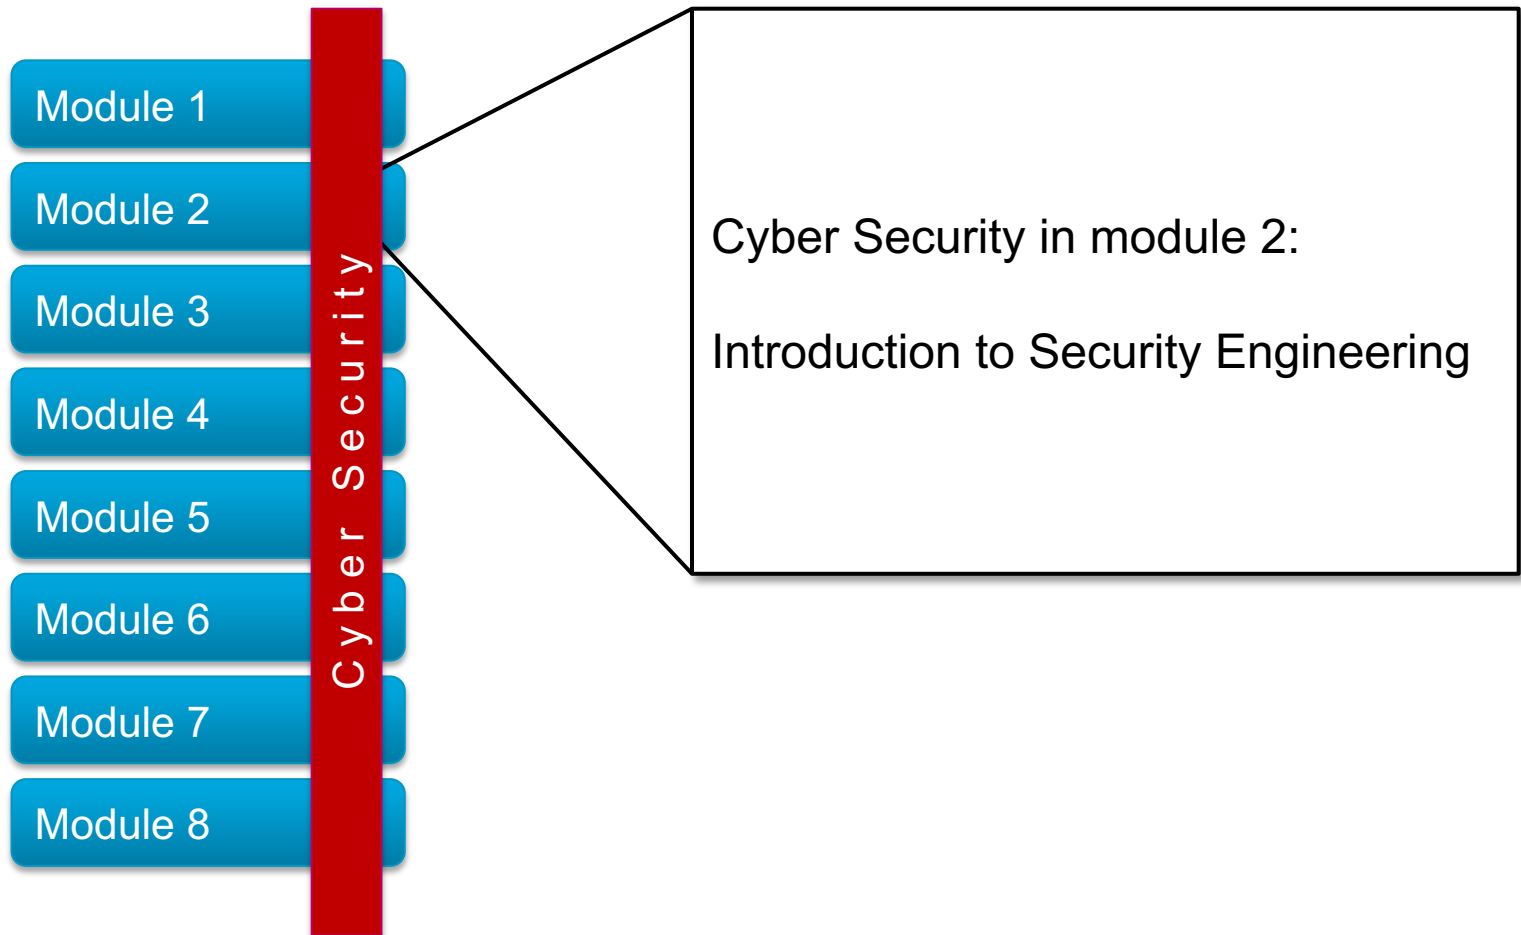 Module 1
Module 2
Module 3
Module 4
Module 5
Module 6
Module 7
Module 8
Cyber Security
Cyber Security in module 2:
Introduction to Security Engineering